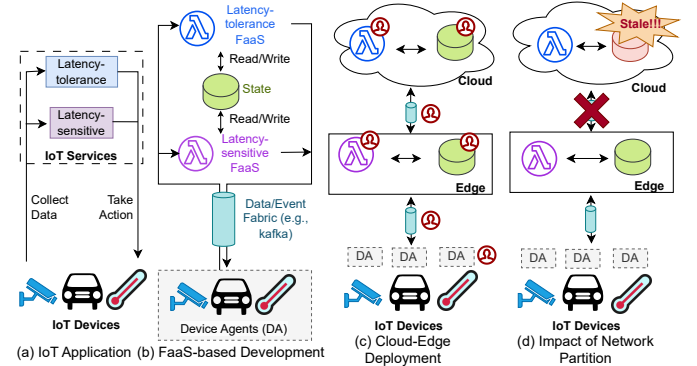 Latency-
tolerance
Latency-
sensitive
IoT Services
Collect
Data
Take
Action
IoT Devices
(a) IoT Application
Latency-
tolerance
FaaS
Read/Write
State
Read/Write
Latency-
sensitive
FaaS
Data/Event
Fabric (e.g.,
kafka)
Device Agents (DA)
(b) FaaS-based Development
Cloud
Edge
DA
DA
DA
IoT Devices
(c) Cloud-Edge
Deployment
Stale!!!
Cloud
Edge
DA
DA
DA
IoT Devices
(d) Impact of Network
Partition